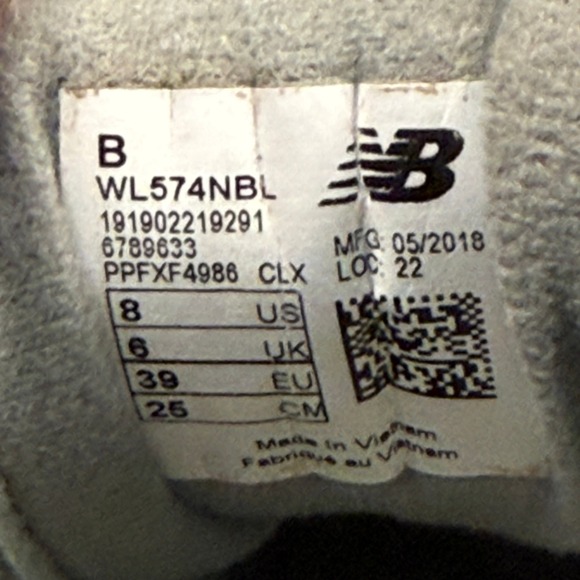 B
WL574NBL
NB
191902219291
6789633
PPFXF4986 CLX
MFG: 05/2018
LOC: 22
8 US
6 UK
39 EU
25 CM
Made in Vietnam
Fabriqué au Vietnam